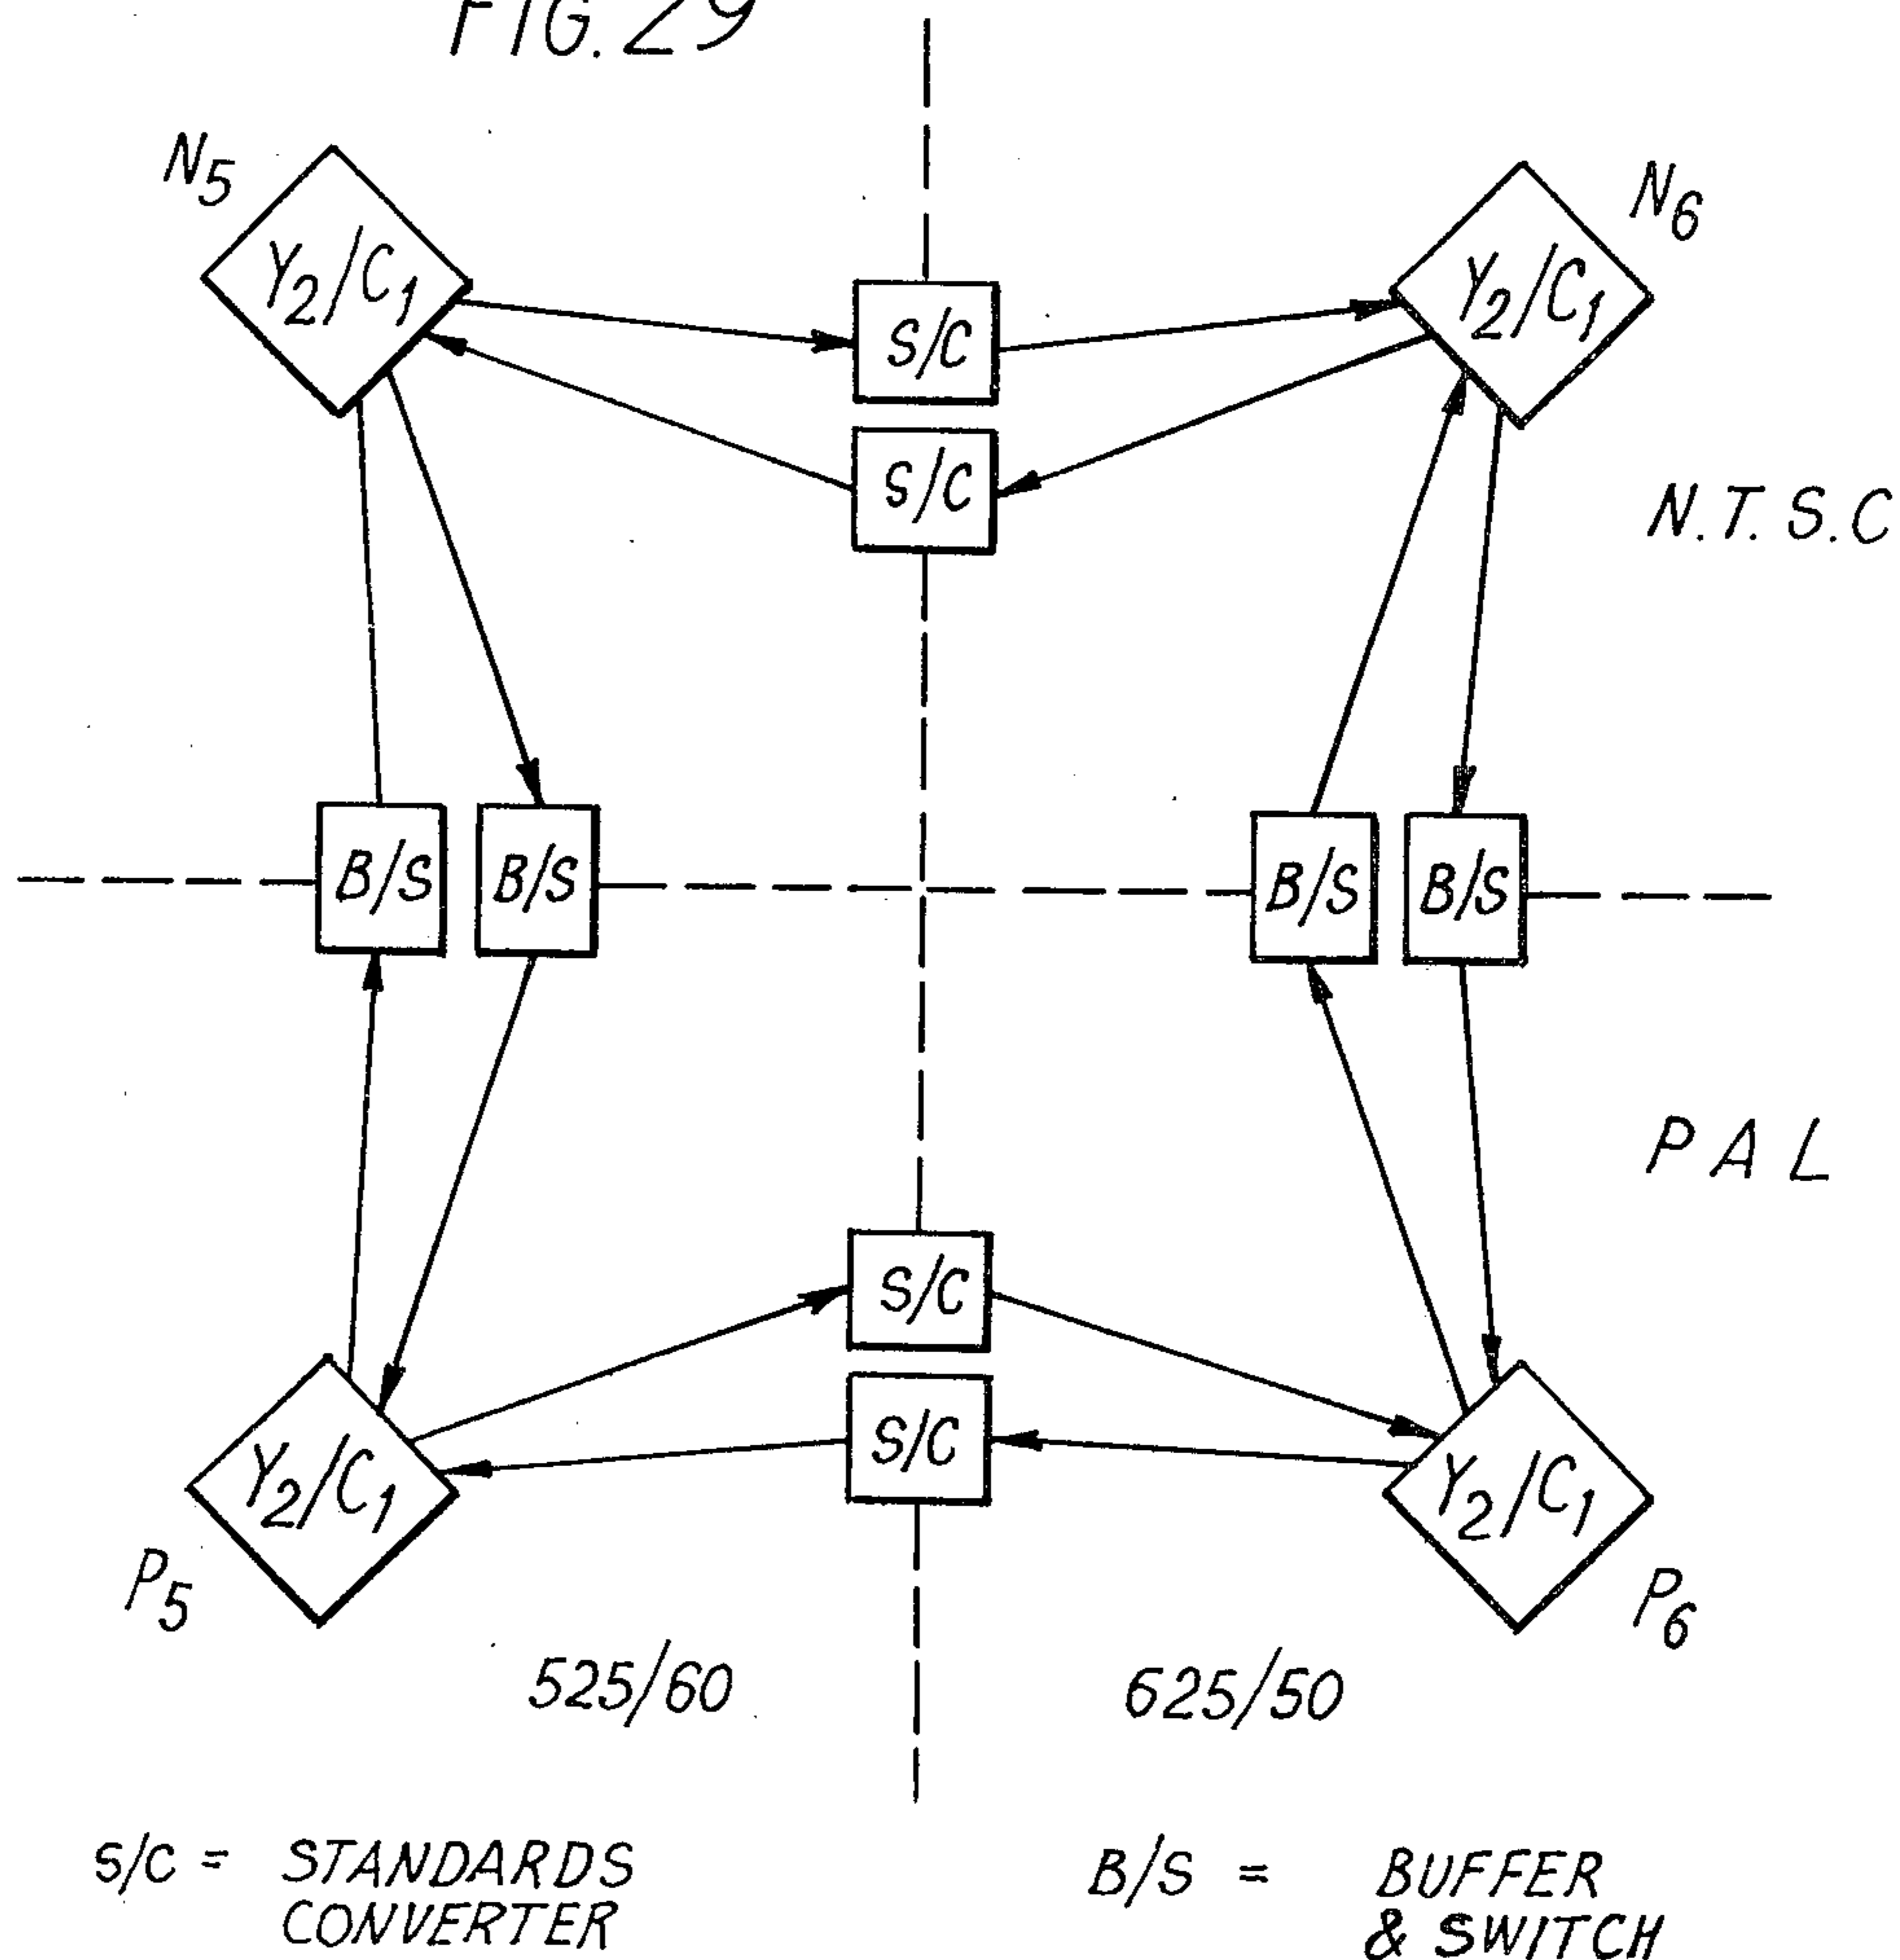 FIG. 29
N5
N6
Y2/C1
Y2/C1
S/C
S/C
N.T.S.C
B/S
B/S
B/S
B/S
PAL
S/C
S/C
Y2/C1
Y2/C1
P5
P6
525/60
625/50
S/C = STANDARDS CONVERTER
B/S = BUFFER & SWITCH